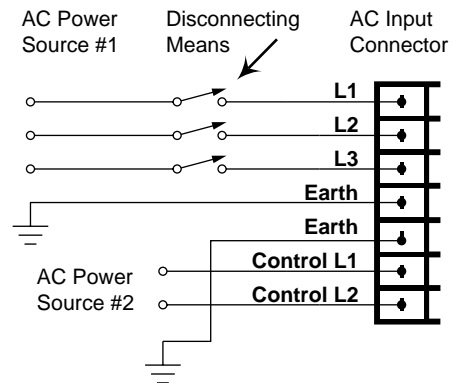 AC Power
Source #1
Disconnecting
Means
AC Input
Connector
L1
L2
L3
Earth
Earth
Control L1
Control L2
AC Power
Source #2